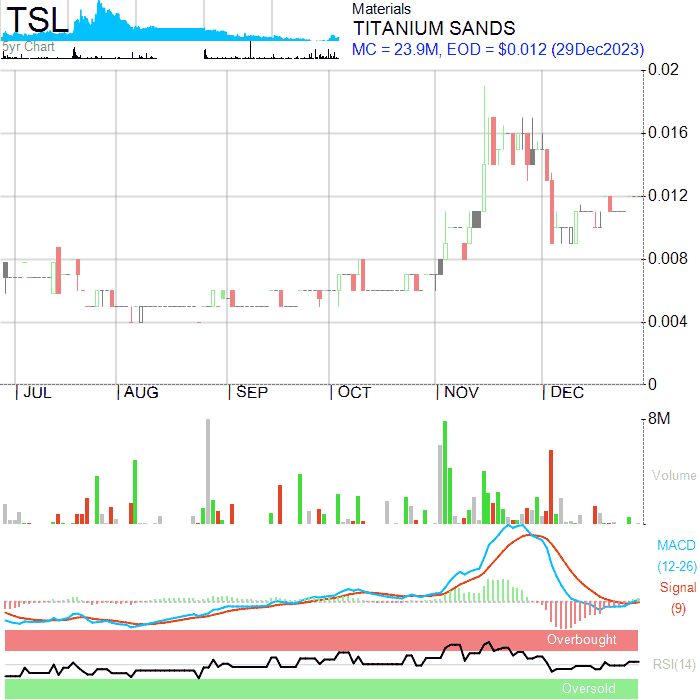 TSL
5yr Chart
Materials
TITANIUM SANDS
MC = 23.9M, EOD = $0.012 (29Dec2023)
0.02
0.016
0.012
0.008
0.004
0
JUL AUG SEP OCT NOV DEC
8M
Volume
MACD
(12-26)
Signal
(9)
Overbought
RSI(14)
Oversold